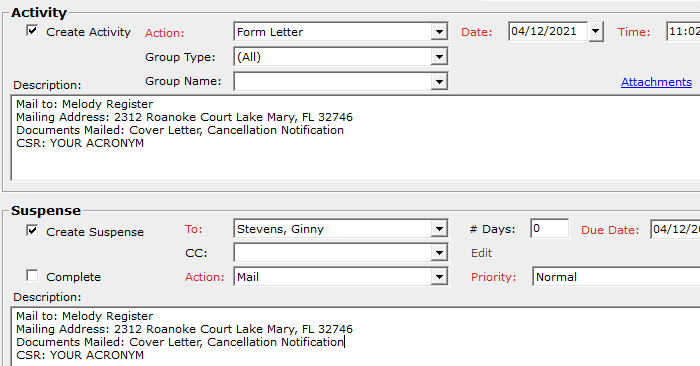 Activity
Create Activity Action: Form Letter Date: 04/12/2021 Time: 11:02
Group Type: (All)
Description: Group Name: Attachments
Mail to: Melody Register
Mailing Address: 2312 Roanoke Court Lake Mary, FL 32746
Documents Mailed: Cover Letter, Cancellation Notification
CSR: YOUR ACRONYM
Suspense
Create Suspense To: Stevens, Ginny # Days: 0 Due Date: 04/12/20
CC: Edit
Complete Action: Mail Priority: Normal
Description:
Mail to: Melody Register
Mailing Address: 2312 Roanoke Court Lake Mary, FL 32746
Documents Mailed: Cover Letter, Cancellation Notification
CSR: YOUR ACRONYM